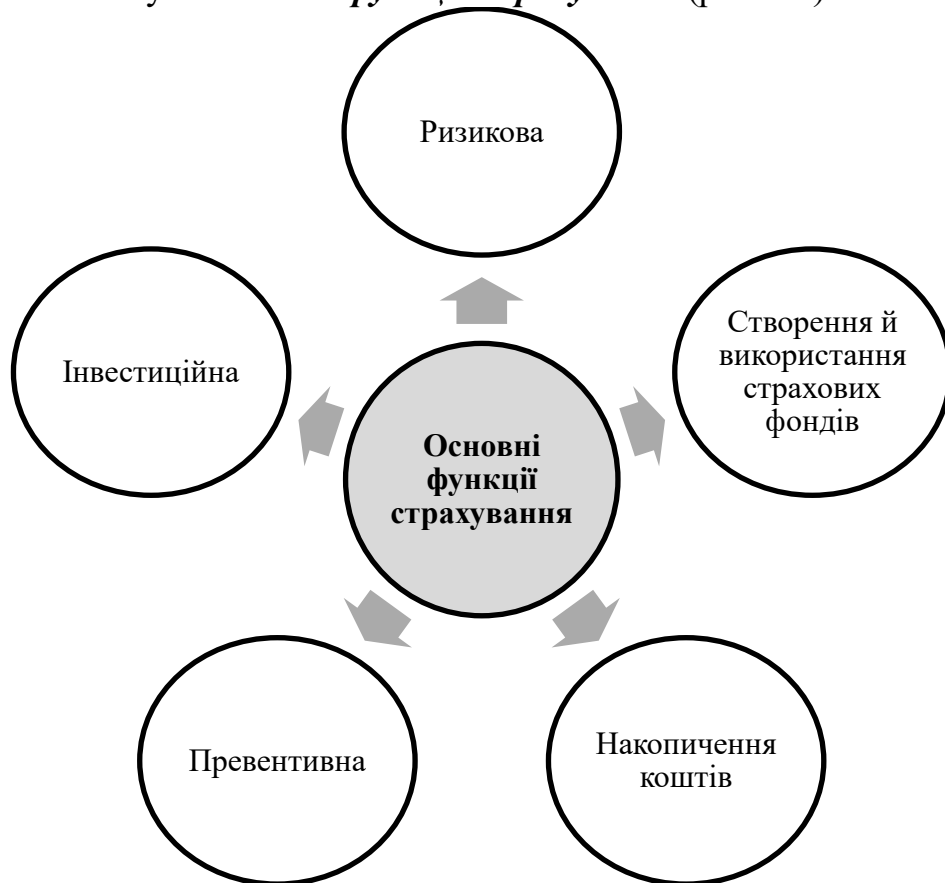 Ризикова
Створення й
використання
страхових
фондів
Інвестиційна
Основні
функції
страхування
Превентивна
Накопичення
коштів